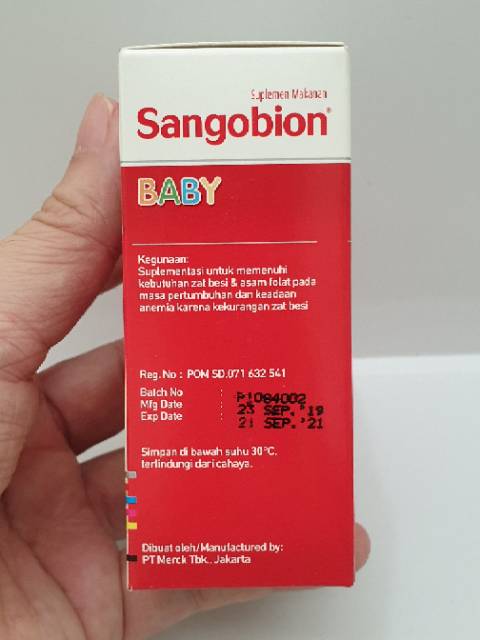 Suplemen Makanan
Sangobion®
BABY
Kegunaan:
Suplementasi untuk memenuhi
kebutuhan zat besi & asam folat pada
masa pertumbuhan dan keadaan
anemia karena kekurangan zat besi
Reg. No : POM SD.071 632 541
Batch No : P1084002
Mfg Date 23 SEP.'19
Exp Date 21 SEP.'21
Simpan di bawah suhu 30°C,
terlindungi dari cahaya.
Dibuat oleh/Manufactured by:
PT Merck Tbk., Jakarta